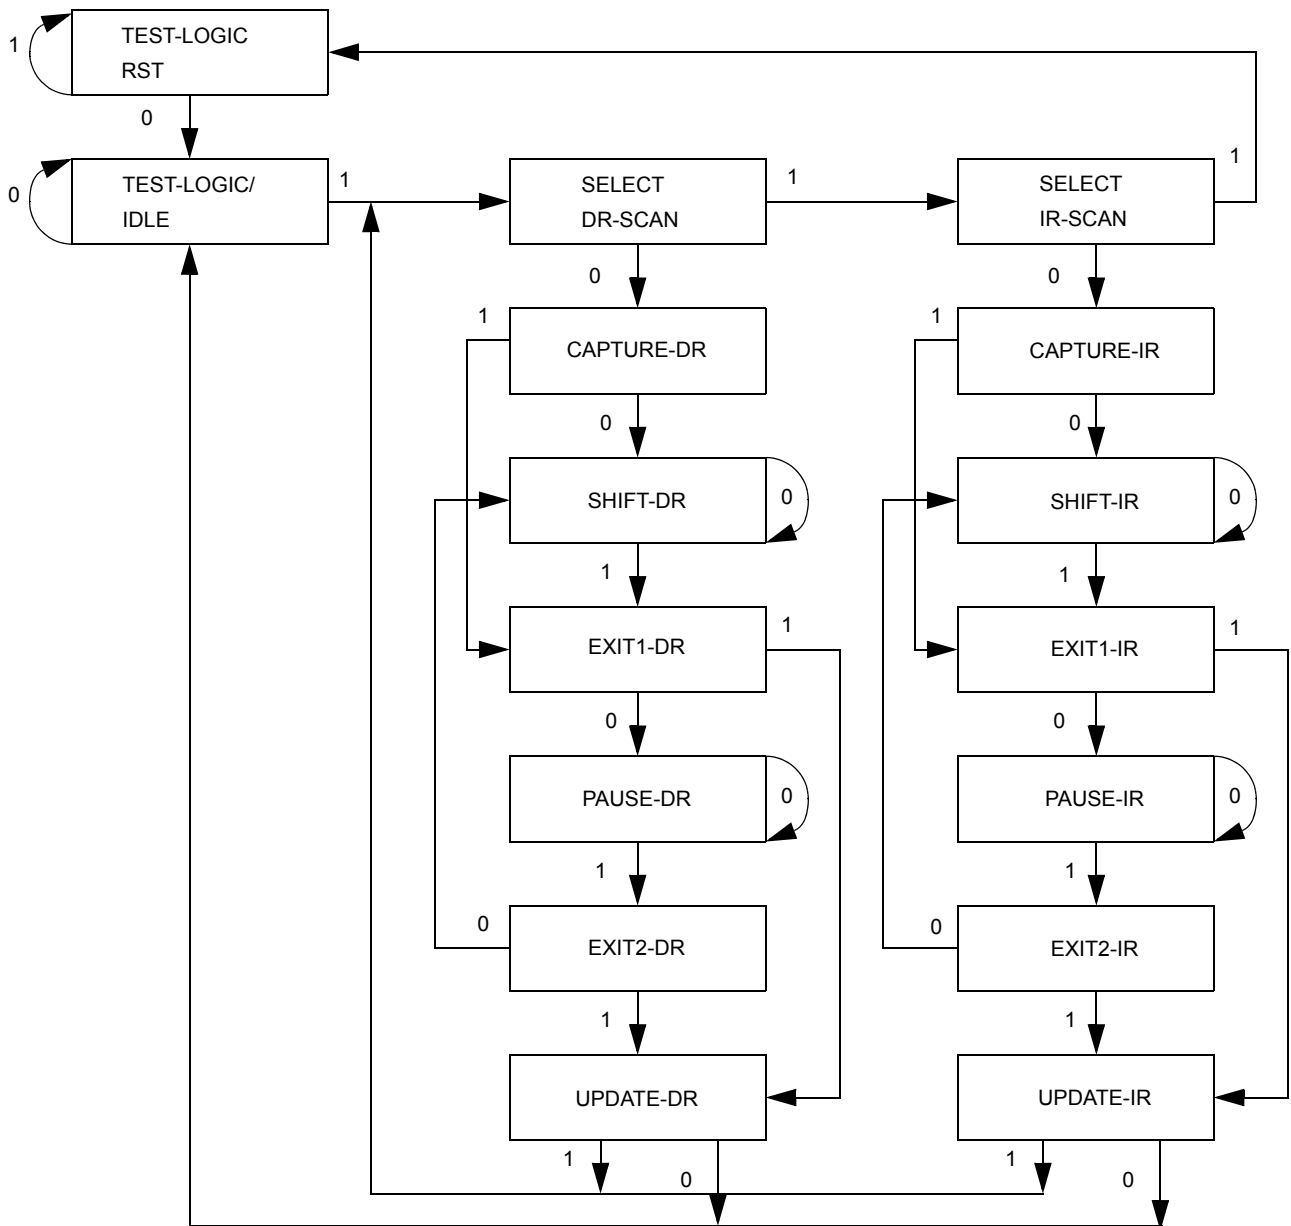 TEST-LOGIC
RST
1
0
TEST-LOGIC/
IDLE
0
1
SELECT
DR-SCAN
1
SELECT
IR-SCAN
1
0
0
1
CAPTURE-DR
1
CAPTURE-IR
0
0
SHIFT-DR
0
SHIFT-IR
0
1
1
EXIT1-DR
1
EXIT1-IR
1
0
0
PAUSE-DR
0
PAUSE-IR
0
1
1
0
EXIT2-DR
0
EXIT2-IR
1
1
UPDATE-DR
UPDATE-IR
1
0
1
0